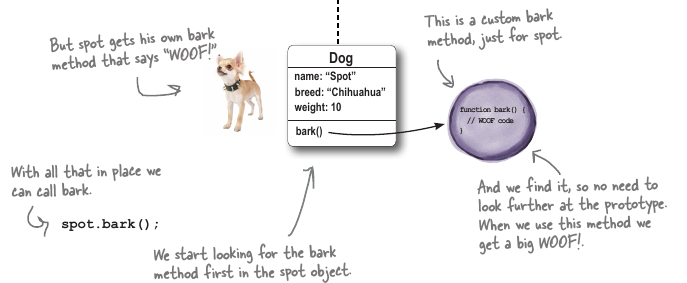 But spot gets his own bark
method that says "WOOF!"
This is a custom bark
method, just for spot.
Dog
name: "Spot"
breed: "Chihuahua"
weight: 10
bark()
function bark() {
// WOOF code
}
With all that in place we
can call bark.
spot.bark();
We start looking for the bark
method first in the spot object.
And we find it, so no need to
look further at the prototype.
When we use this method we
get a big WOOF!.